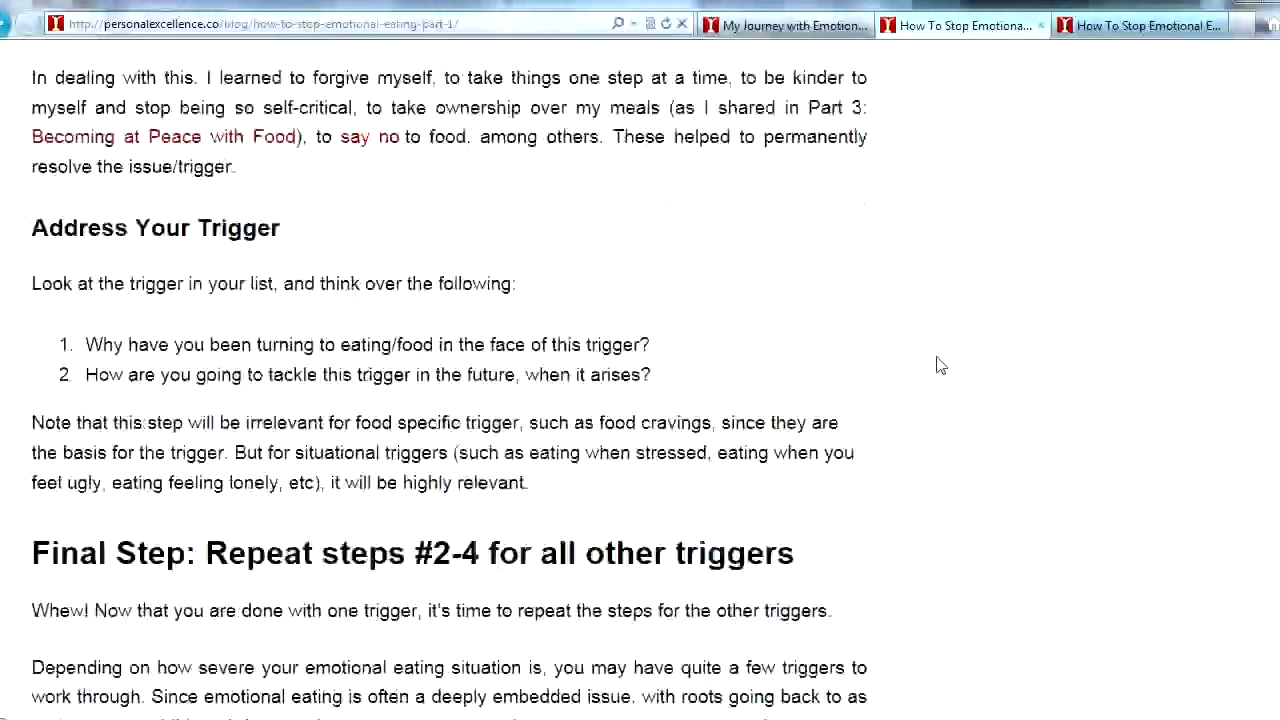 http://personalexcellence.co/blog/how-to-stop-emotional-eating-part-1/
My Journey with Emotion...
How To Stop Emotiona...
How To Stop Emotional E...
In dealing with this. I learned to forgive myself, to take things one step at a time, to be kinder to
myself and stop being so self-critical, to take ownership over my meals (as I shared in Part 3:
Becoming at Peace with Food), to say no to food. among others. These helped to permanently
resolve the issue/trigger.
Address Your Trigger
Look at the trigger in your list, and think over the following:
1. Why have you been turning to eating/food in the face of this trigger?
2. How are you going to tackle this trigger in the future, when it arises?
Note that this step will be irrelevant for food specific trigger, such as food cravings, since they are
the basis for the trigger. But for situational triggers (such as eating when stressed, eating when you
feel ugly, eating feeling lonely, etc), it will be highly relevant.
Final Step: Repeat steps #2-4 for all other triggers
Whew! Now that you are done with one trigger, it's time to repeat the steps for the other triggers.
Depending on how severe your emotional eating situation is, you may have quite a few triggers to
work through. Since emotional eating is often a deeply embedded issue, with roots going back to as